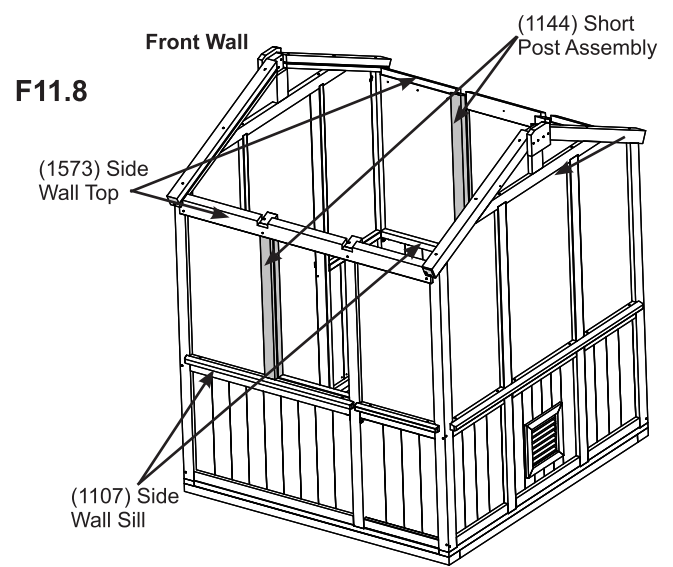 (1144) Short
Post Assembly
Front Wall
F11.8
(1573) Side
Wall Top
(1107) Side
Wall Sill